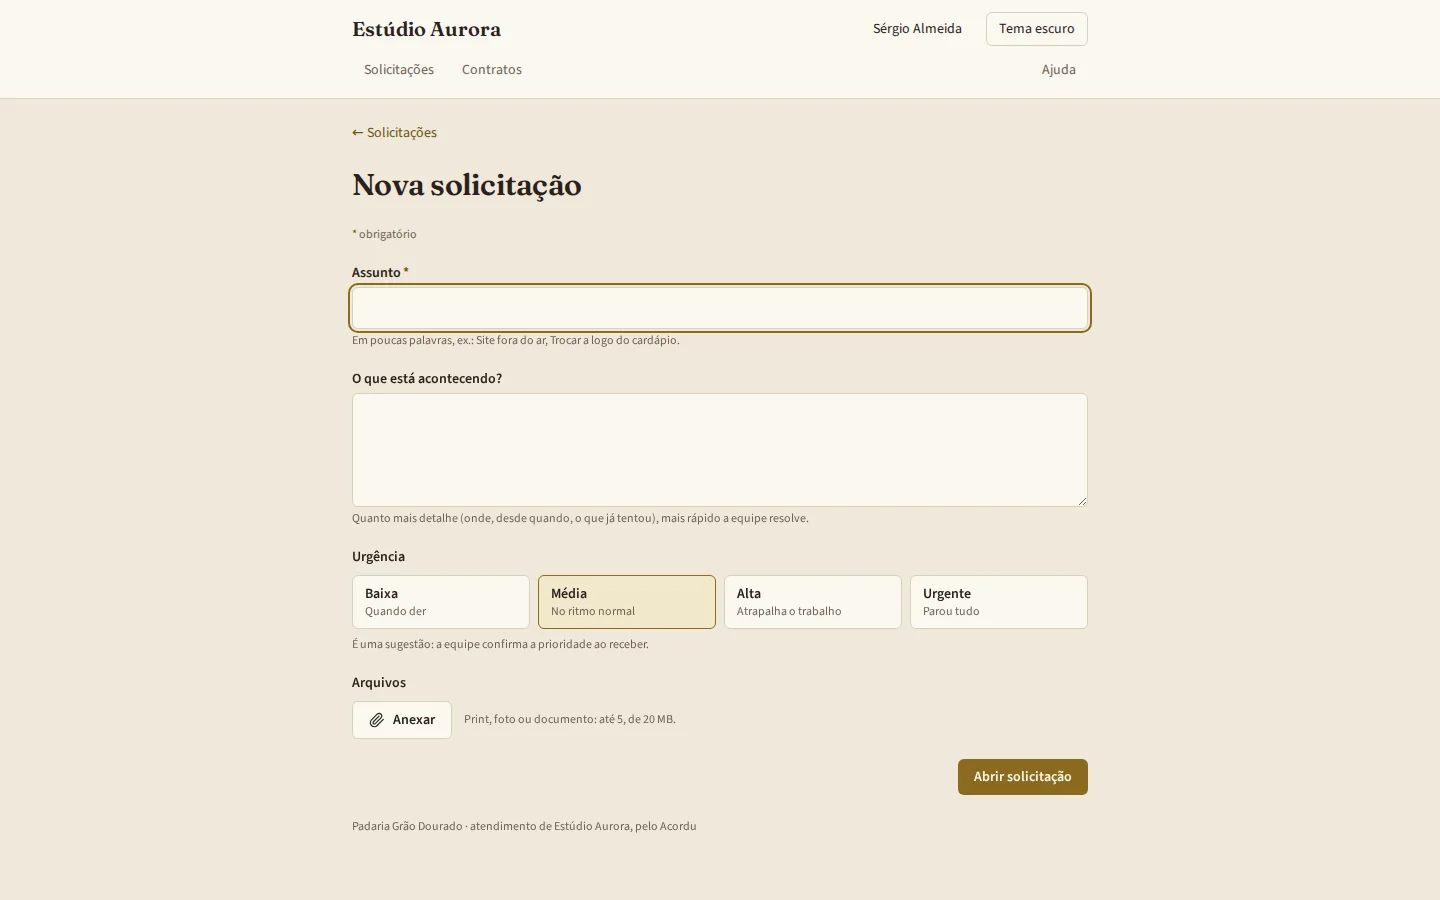 Estúdio Aurora
Sérgio Almeida
Tema escuro
Solicitações
Contratos
Ajuda
← Solicitações
Nova solicitação
* obrigatório
Assunto *
Em poucas palavras, ex.: Site fora do ar, Trocar a logo do cardápio.
O que está acontecendo?
Quanto mais detalhe (onde, desde quando, o que já tentou), mais rápido a equipe resolve.
Urgência
Baixa
Quando der
Média
No ritmo normal
Alta
Atrapalha o trabalho
Urgente
Parou tudo
É uma sugestão: a equipe confirma a prioridade ao receber.
Arquivos
Anexar
Print, foto ou documento: até 5, de 20 MB.
Abrir solicitação
Padaria Grão Dourado · atendimento de Estúdio Aurora, pelo Acordu